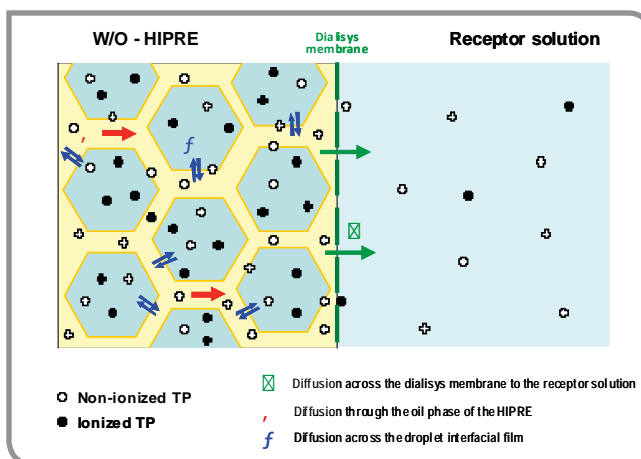 W/O - HIPRE
Dialisys
membrane
Receptor solution
,
ƒ
Non-ionized TP
Ionized TP
Diffusion across the dialisys membrane to the receptor solution
, Diffusion through the oil phase of the HIPRE
ƒ Diffusion across the droplet interfacial film